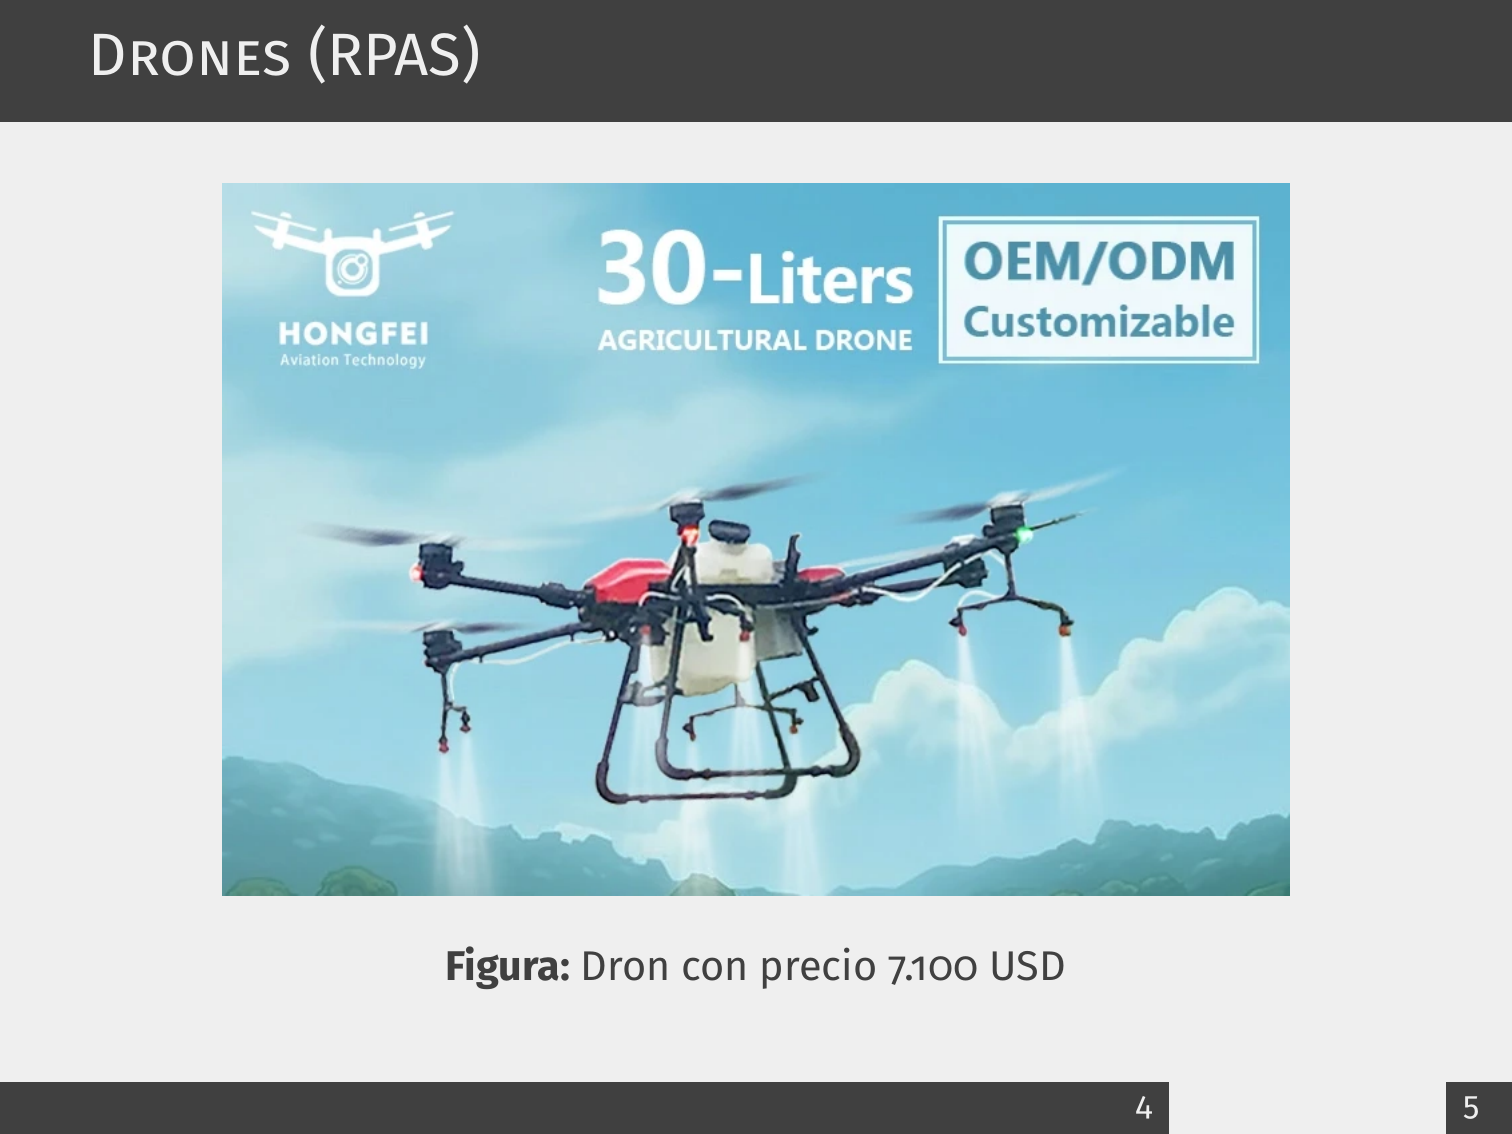 Drones (RPAS)
HONGFEI
Aviation Technology
30-Liters
AGRICULTURAL DRONE
OEM/ODM
Customizable
Figura: Dron con precio 7.100 USD
4
5